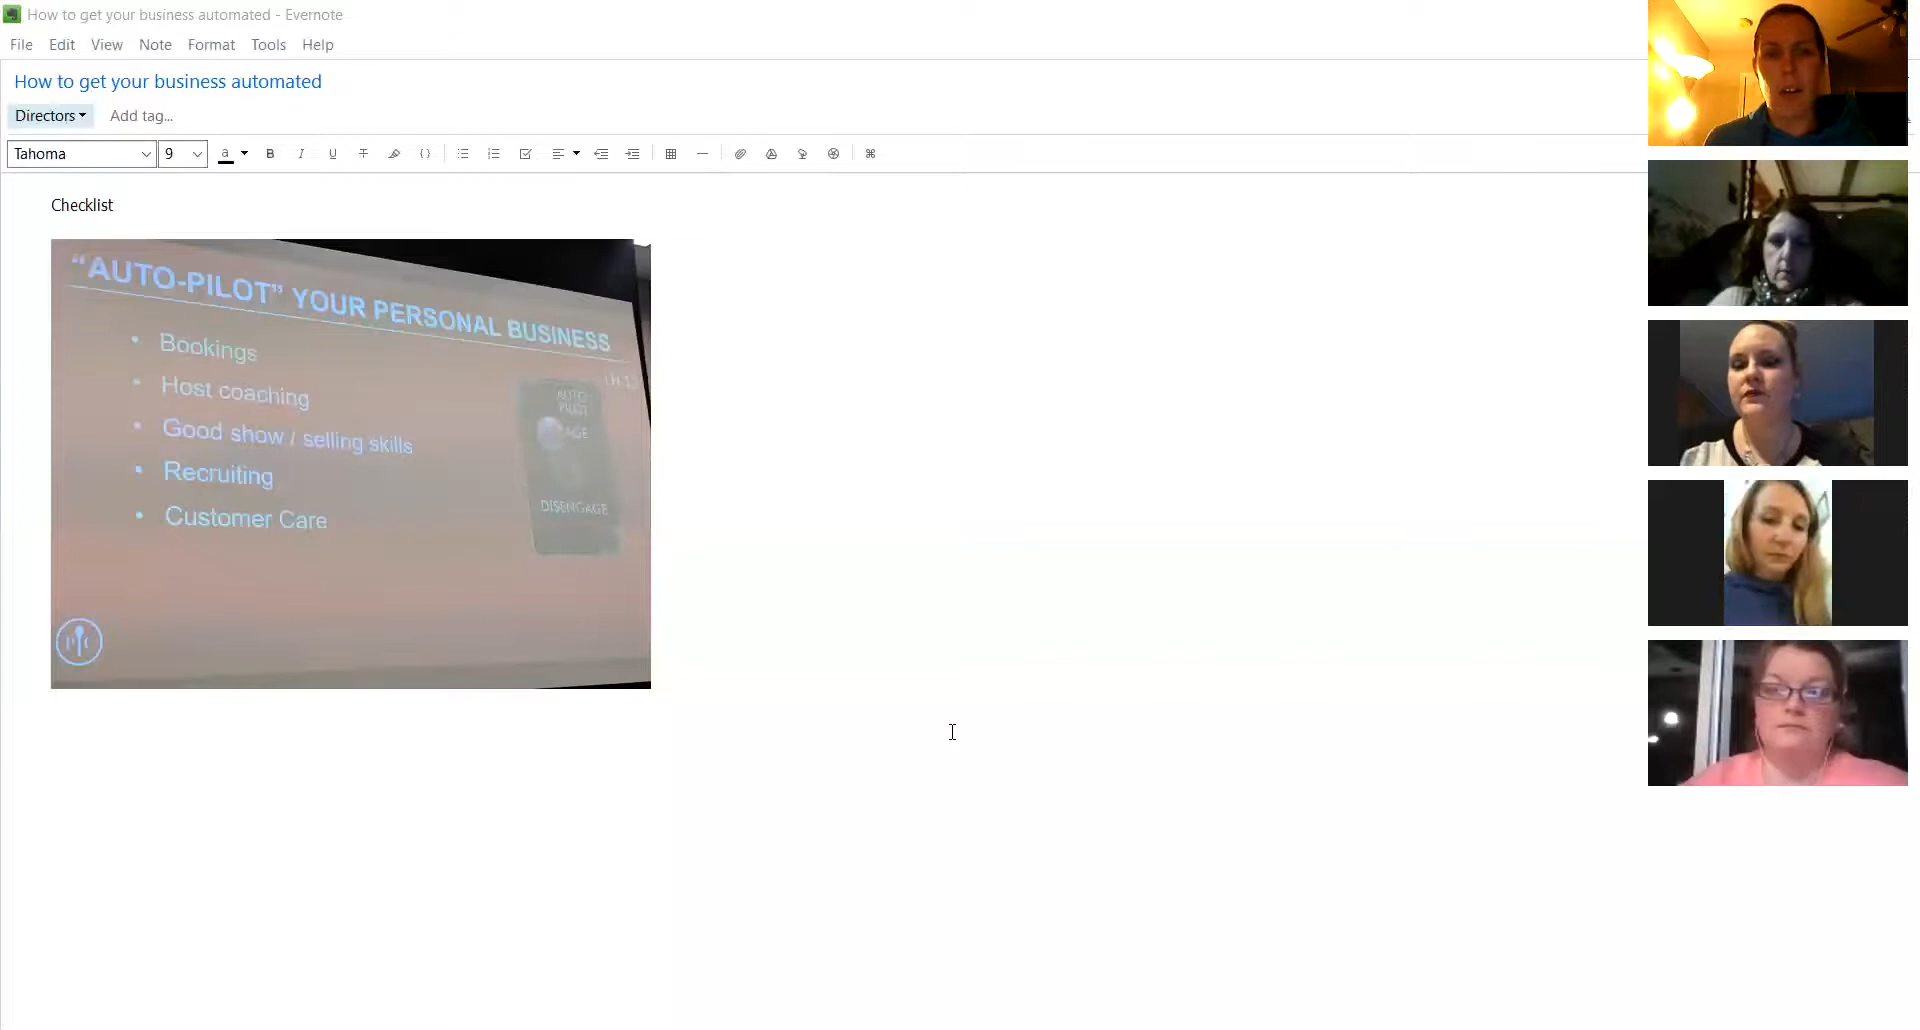 How to get your business automated - Evernote
File Edit View Note Format Tools Help
How to get your business automated
Directors Add tag...
Tahoma 9 a B I U T
Checklist
“AUTO-PILOT” YOUR PERSONAL BUSINESS
• Bookings
• Host coaching
• Good show / selling skills
• Recruiting
• Customer Care
AUTO
PILOT
DISENGAGE